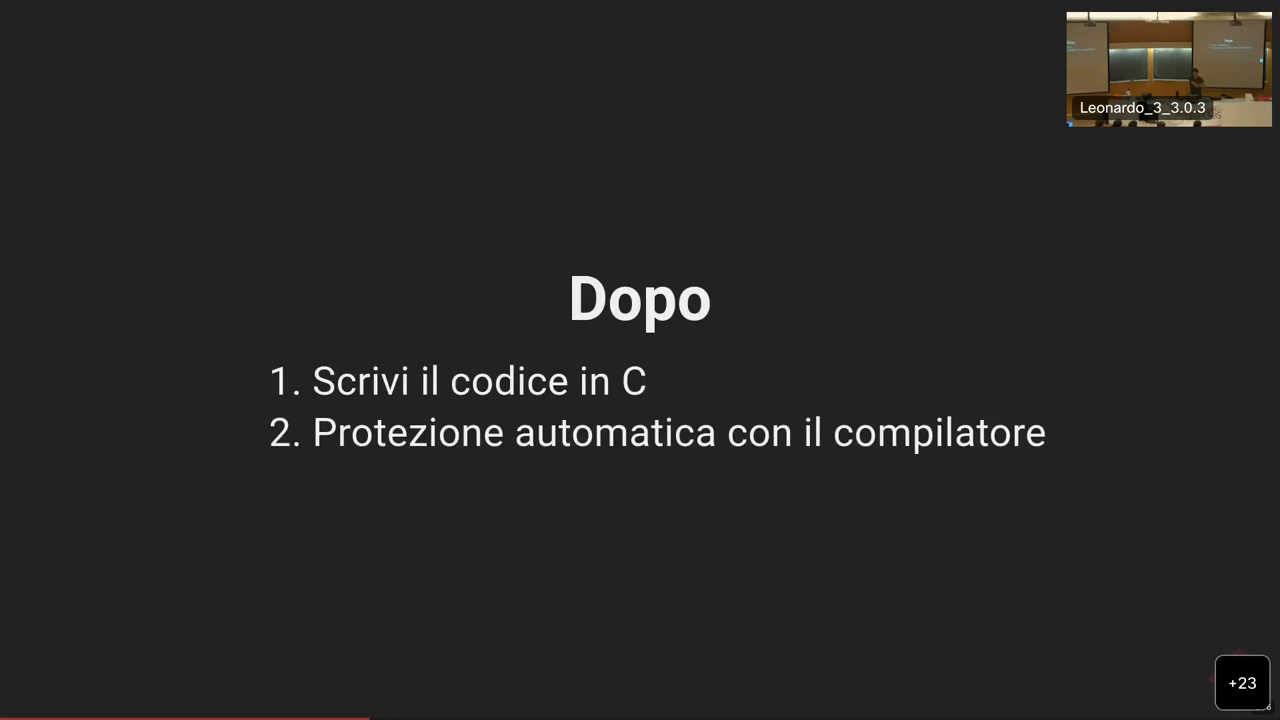 Leonardo_3_3.0.3
Dopo
1. Scrivi il codice in C
2. Protezione automatica con il compilatore
+23